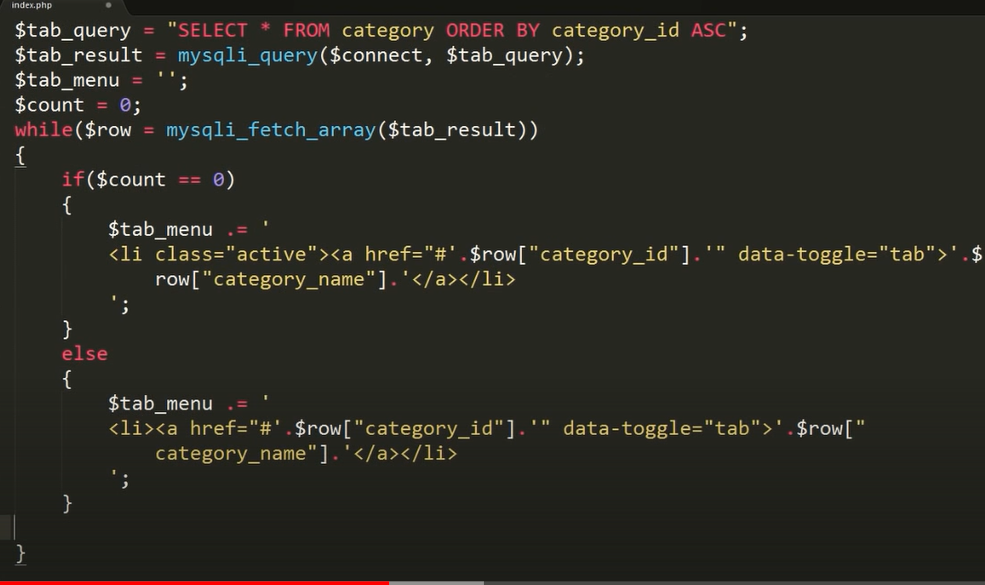 index.php
$tab_query = "SELECT * FROM category ORDER BY category_id ASC";
$tab_result = mysqli_query($connect, $tab_query);
$tab_menu = '';
$count = 0;
while($row = mysqli_fetch_array($tab_result))
{
if($count == 0)
{
$tab_menu .= '
<li class="active"><a href="#'.$row["category_id"].'" data-toggle="tab">'.$
row["category_name"].'</a></li>
';
}
else
{
$tab_menu .= '
<li><a href="#'.$row["category_id"].'" data-toggle="tab">'.$row["
category_name"].'</a></li>
';
}
}